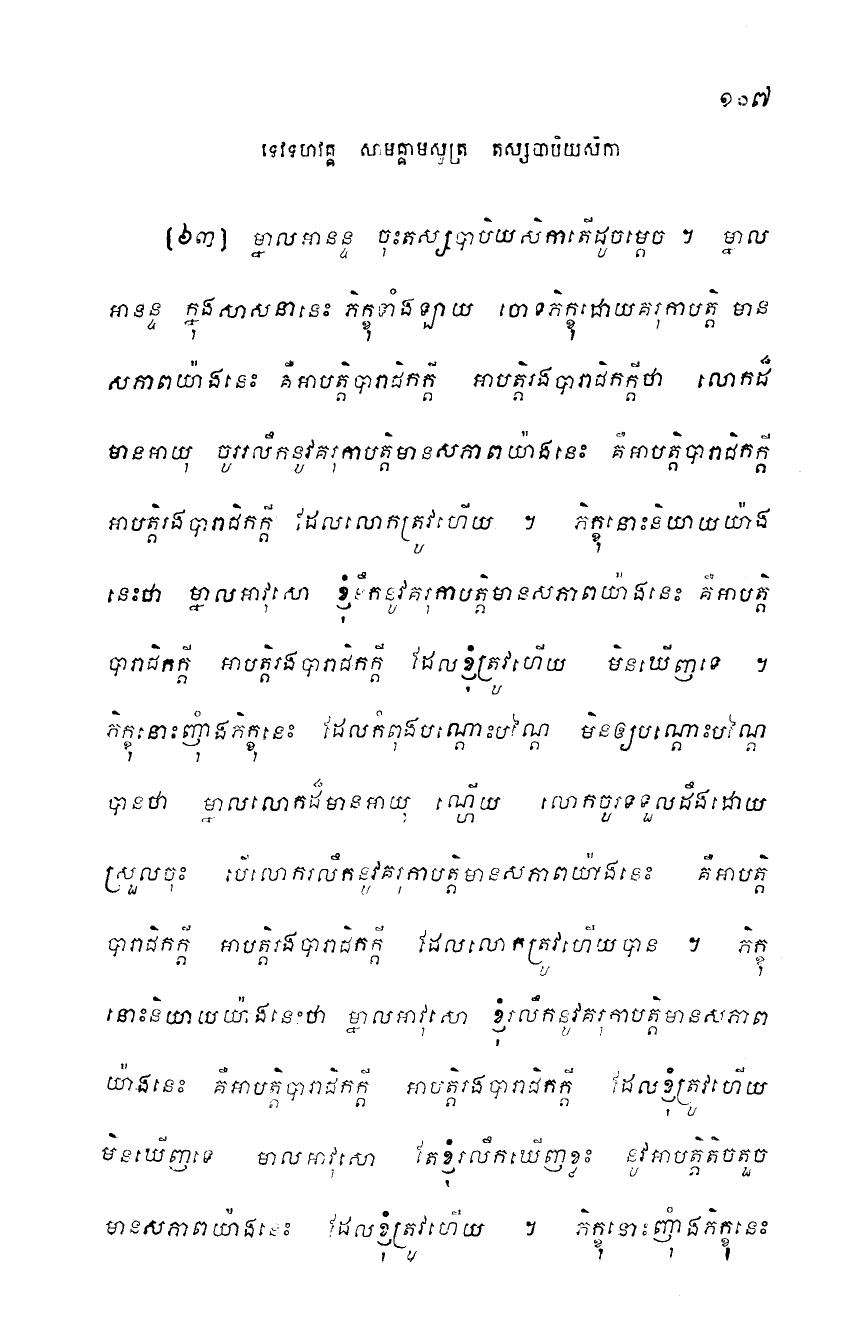 ១០៧
ទេវទហវគ្គ សាមគ្គាមសូត្រ តស្សបាបិយសិកា
[៦៣] ម្នាលអានន្ទ ចុះតស្សបាបិយសិកាតើដូចម្តេច ។ ម្នាល
អានន្ទ ក្នុងសាសនានេះ ភិក្ខុទាំងឡាយ ចោទភិក្ខុដោយគរុកាបត្តិ មាន
សភាពយ៉ាងនេះ គឺអាបត្តិបារាជិកក្តី អាបត្តិរងបារាជិកក្តីថា លោកដ៏
មានអាយុ ចូររលឹកនូវគរុកាបត្តិមានសភាពយ៉ាងនេះ គឺអាបត្តិបារាជិកក្តី
អាបត្តិរងបារាជិកក្តី ដែលលោកត្រូវហើយ ។ ភិក្ខុនោះនិយាយយ៉ាង
នេះថា ម្នាលអាវុសោ ខ្ញុំរលឹកនូវគរុកាបត្តិមានសភាពយ៉ាងនេះ គឺអាបត្តិ
បារាជិកក្តី អាបត្តិរងបារាជិកក្តី ដែលខ្ញុំត្រូវហើយ មិនឃើញទេ ។
ភិក្ខុនោះញុំាងភិក្ខុនេះ ដែលកំពុងបណ្តោះបណ្តៃ មិនឲ្យបណ្តោះបណ្តៃ
បានថា ម្នាលលោកដ៏មានអាយុ ណ្ហើយ លោកចូរទទួលដឹងដោយ
ស្រួលចុះ បើលោករលឹកនូវគរុកាបត្តិមានសភាពយ៉ាងនេះ គឺអាបត្តិ
បារាជិកក្តី អាបត្តិរងបារាជិកក្តី ដែលលោកត្រូវហើយបាន ។ ភិក្ខុ
នោះនិយាយយ៉ាងនេះថា ម្នាលអាវុសោ ខ្ញុំរលឹកនូវគរុកាបត្តិមានសភាព
យ៉ាងនេះ គឺអាបត្តិបារាជិកក្តី អាបត្តិរងបារាជិកក្តី ដែលខ្ញុំត្រូវហើយ
មិនឃើញទេ មាលអាវុសោ តែខ្ញុំរលឹកឃើញខ្លះ នូវអាបត្តិតិចតួច
មានសភាពយ៉ាងនេះ ដែលខ្ញុំត្រូវហើយ ។ ភិក្ខុនោះញុំាងភិក្ខុនេះ